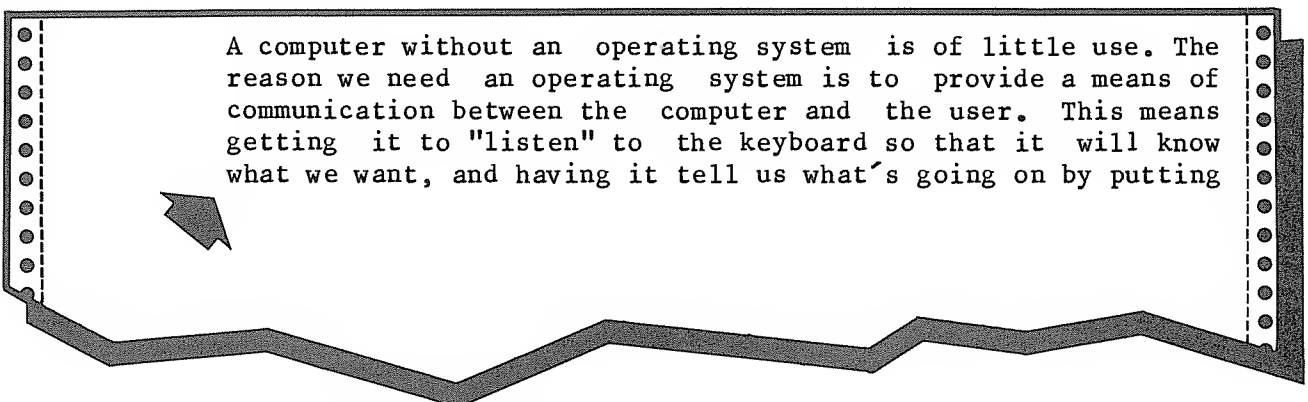 A computer without an operating system is of little use. The
reason we need an operating system is to provide a means of
communication between the computer and the user. This means
getting it to "listen" to the keyboard so that it will know
what we want, and having it tell us what's going on by putting